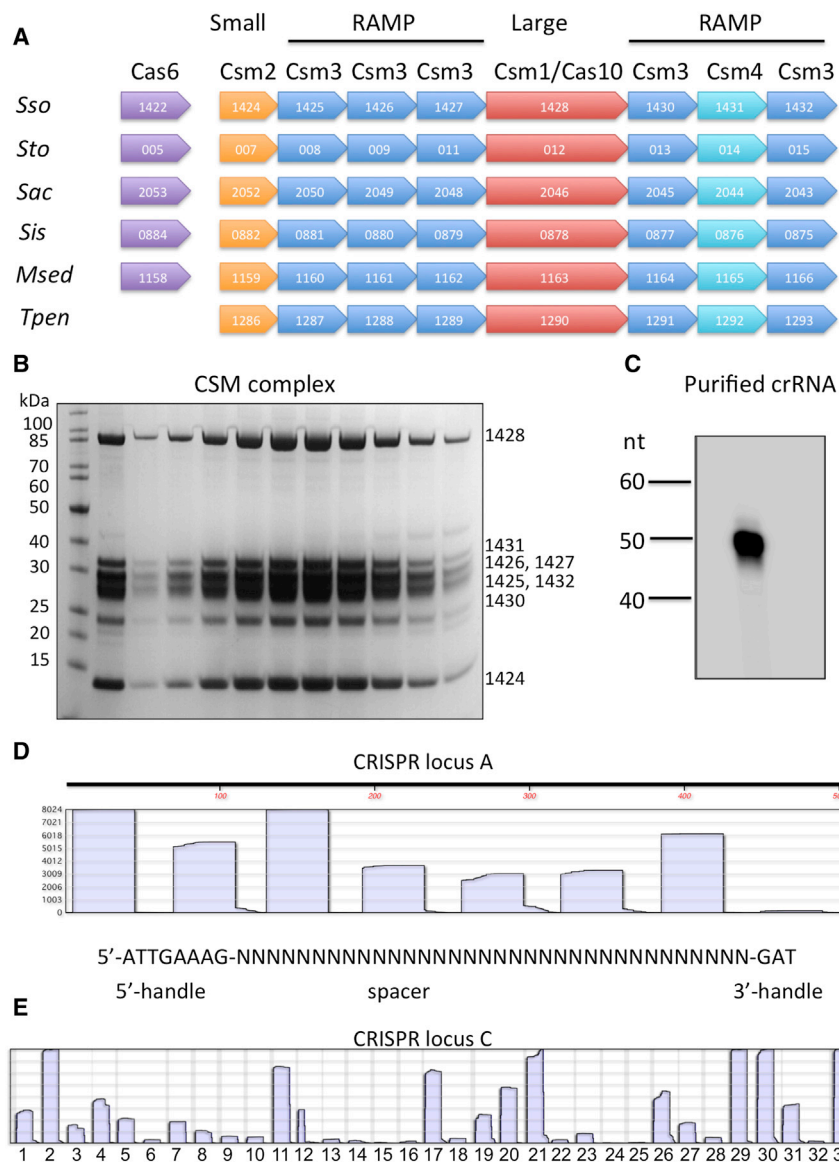 A
Small
RAMP
Large
RAMP
Cas6 Csm2 Csm3 Csm3 Csm3 Csm1/Cas10 Csm3 Csm4 Csm3
Sso 1422 1424 1425 1426 1427 1428 1430 1431 1432
Sto 005 007 008 009 011 012 013 014 015
Sac 2053 2052 2050 2049 2048 2046 2045 2044 2043
Sis 0884 0882 0881 0880 0879 0878 0877 0876 0875
Msed 1158 1159 1160 1161 1162 1163 1164 1165 1166
Tpen 1286 1287 1288 1289 1290 1291 1292 1293
B
CSM complex
kDa
100
85
70
60
50
40
30
25
20
15
1428
1431
1426, 1427
1425, 1432
1430
1424
C
Purified crRNA
nt
60
50
40
D
CRISPR locus A
100 200 300 400
8024
7021
6018
5015
4012
3009
2006
1003
0
5'-ATTGAAAG-NNNNNNNNNNNNNNNNNNNNNNNNNNNNNNNNNN-GAT
5'-handle spacer 3'-handle
E
CRISPR locus C
1 2 3 4 5 6 7 8 9 10 11 12 13 14 15 16 17 18 19 20 21 22 23 24 25 26 27 28 29 30 31 32